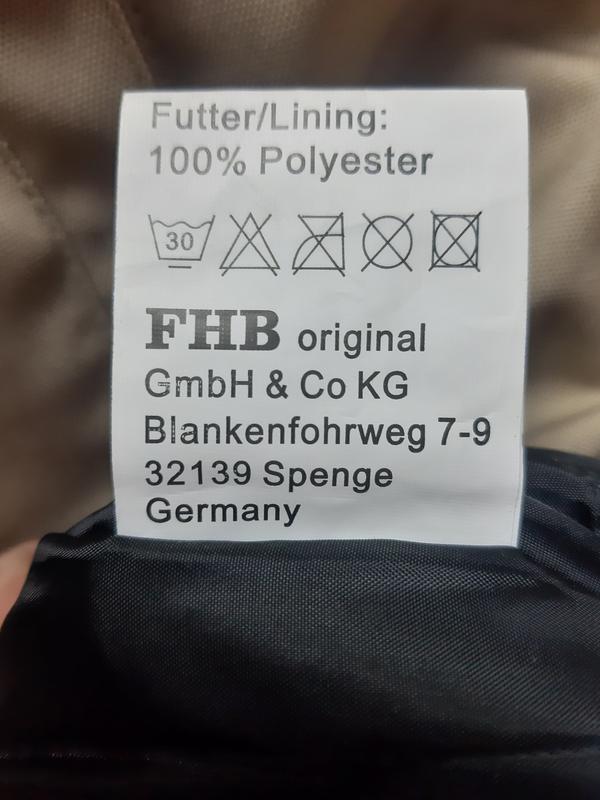 Futter/Lining:
100% Polyester
30
FHB original
GmbH & Co KG
Blankenfohrweg 7-9
32139 Spenge
Germany